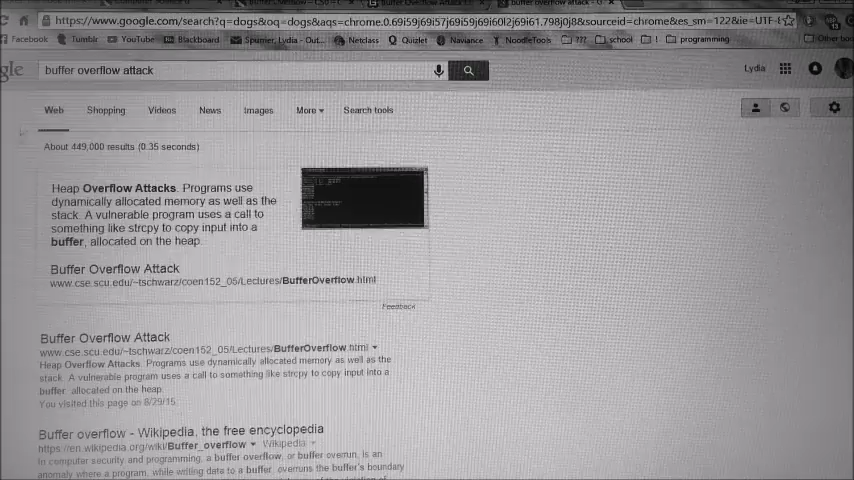 https://www.google.com/search?q=dogs&oq=dogs&aqs=chrome.0.69i59j69i57j69i59j69i60l2j69i61.798j0j8&sourceid=chrome&es_sm=122&ie=UTF-8
Facebook Tumblr YouTube Blackboard Spurrier, Lydia - Out... Netclass Quizlet Naviance NoodleTools ??? school ! programming Other boo
gle buffer overflow attack Lydia
Web Shopping Videos News Images More Search tools
About 449,000 results (0.35 seconds)
Heap Overflow Attacks. Programs use
dynamically allocated memory as well as the
stack. A vulnerable program uses a call to
something like strcpy to copy input into a
buffer, allocated on the heap.
Buffer Overflow Attack
www.cse.scu.edu/~tschwarz/coen152_05/Lectures/BufferOverflow.html
Feedback
Buffer Overflow Attack
www.cse.scu.edu/~tschwarz/coen152_05/Lectures/BufferOverflow.html
Heap Overflow Attacks. Programs use dynamically allocated memory as well as the
stack. A vulnerable program uses a call to something like strcpy to copy input into a
buffer, allocated on the heap.
You visited this page on 8/29/15.
Buffer overflow - Wikipedia, the free encyclopedia
https://en.wikipedia.org/wiki/Buffer_overflow Wikipedia
In computer security and programming, a buffer overflow, or buffer overrun, is an
anomaly where a program, while writing data to a buffer, overruns the buffer's boundary